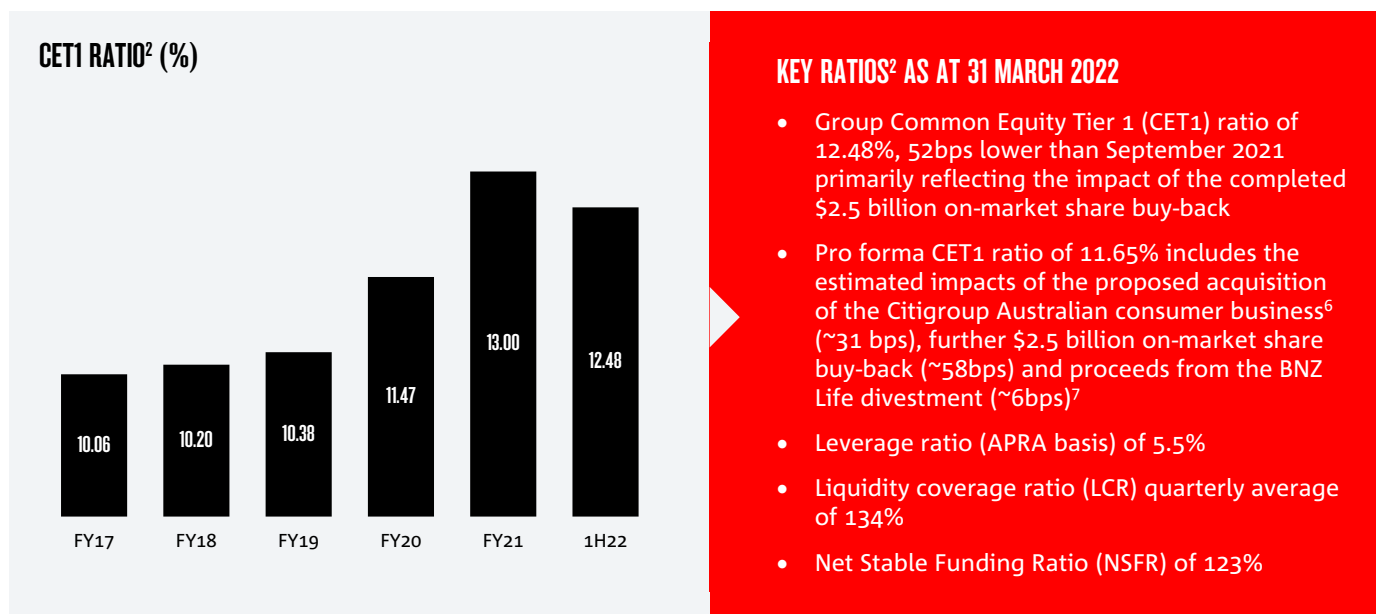 CET1 RATIO² (%)
10.06
10.20
10.38
11.47
13.00
12.48
FY17
FY18
FY19
FY20
FY21
1H22
KEY RATIOS² AS AT 31 MARCH 2022
• Group Common Equity Tier 1 (CET1) ratio of
12.48%, 52bps lower than September 2021
primarily reflecting the impact of the completed
$2.5 billion on-market share buy-back
• Pro forma CET1 ratio of 11.65% includes the
estimated impacts of the proposed acquisition
of the Citigroup Australian consumer business⁶
(~31 bps), further $2.5 billion on-market share
buy-back (~58bps) and proceeds from the BNZ
Life divestment (~6bps)⁷
• Leverage ratio (APRA basis) of 5.5%
• Liquidity coverage ratio (LCR) quarterly average
of 134%
• Net Stable Funding Ratio (NSFR) of 123%